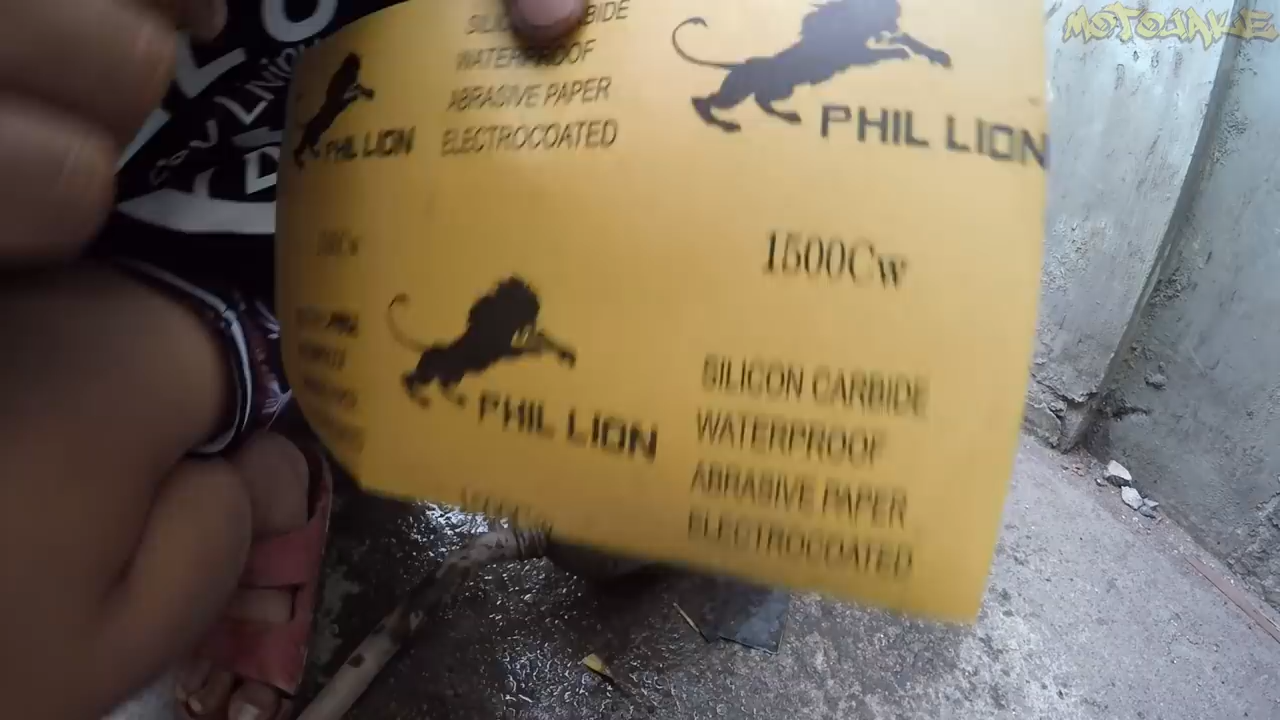 MOTOJAKE
WATERPROOF
ABRASIVE PAPER
ELECTROCOATED
PHIL LION
PHIL LION
1500Cw
PHIL LION
SILICON CARBIDE
WATERPROOF
ABRASIVE PAPER
ELECTROCOATED